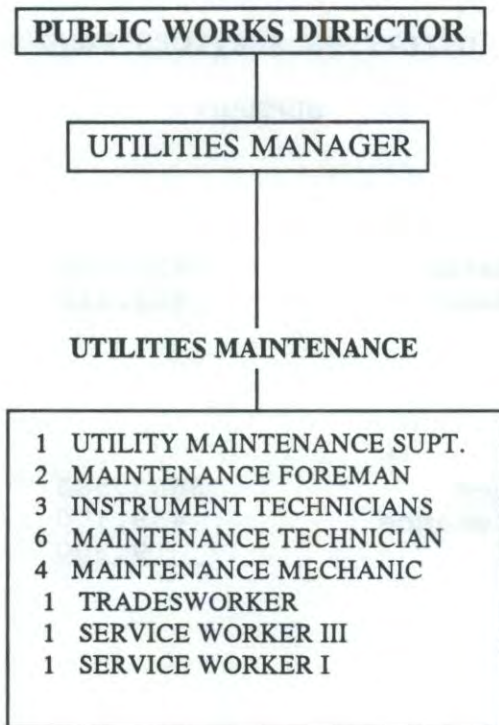 PUBLIC WORKS DIRECTOR
UTILITIES MANAGER
UTILITIES MAINTENANCE
1 UTILITY MAINTENANCE SUPT.
2 MAINTENANCE FOREMAN
3 INSTRUMENT TECHNICIANS
6 MAINTENANCE TECHNICIAN
4 MAINTENANCE MECHANIC
1 TRADESWORKER
1 SERVICE WORKER III
1 SERVICE WORKER I